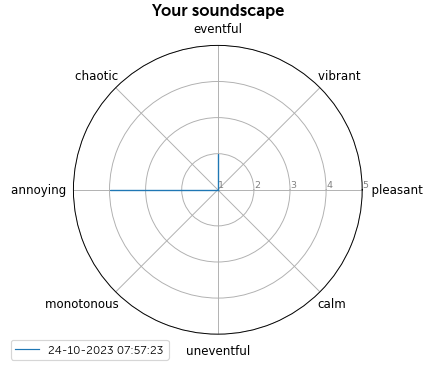 Your soundscape
eventful
chaotic
vibrant
annoying
1
2
3
4
5
pleasant
monotonous
calm
uneventful
24-10-2023 07:57:23